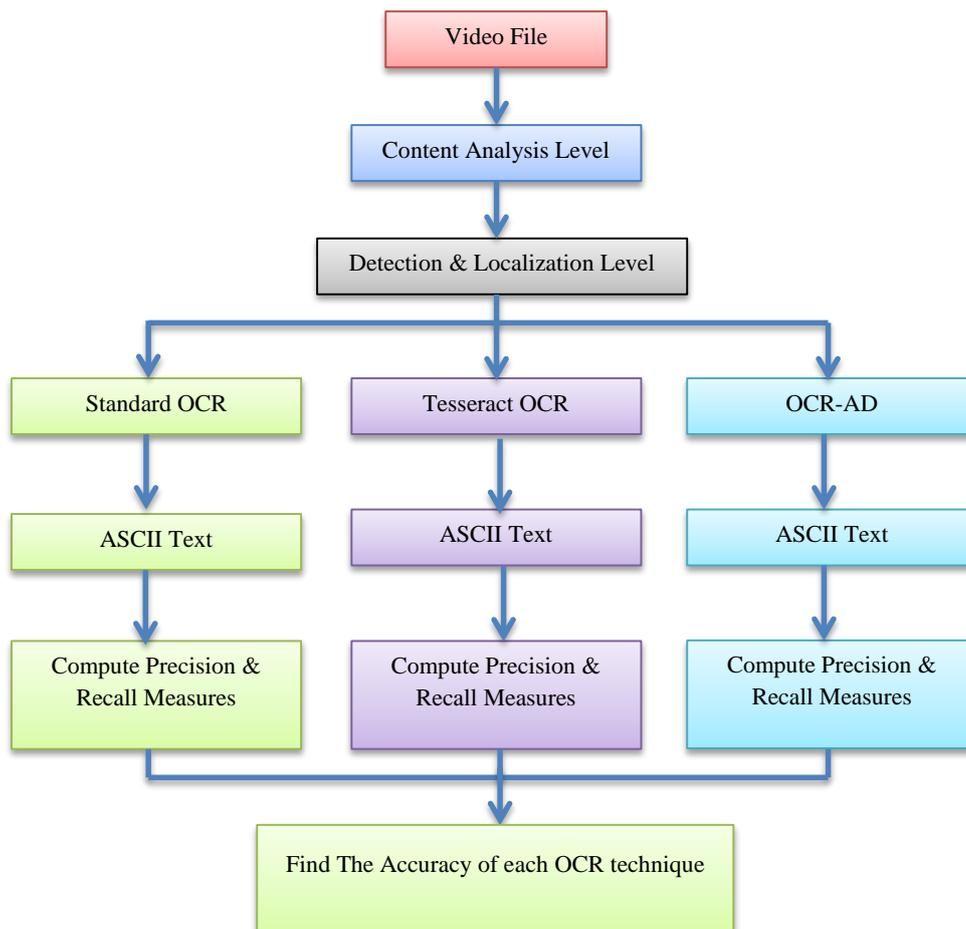 Video File
Content Analysis Level
Detection & Localization Level
Standard OCR
Tesseract OCR
OCR-AD
ASCII Text
ASCII Text
ASCII Text
Compute Precision &
Recall Measures
Compute Precision &
Recall Measures
Compute Precision &
Recall Measures
Find The Accuracy of each OCR technique